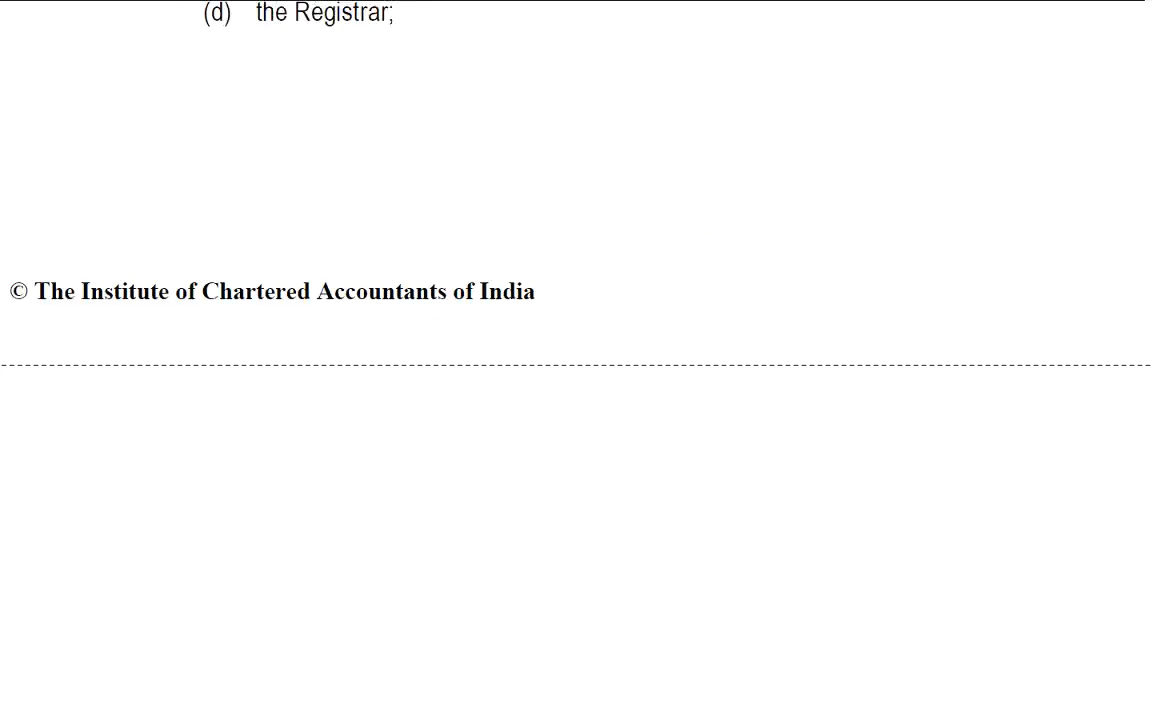 (d) the Registrar;
© The Institute of Chartered Accountants of India